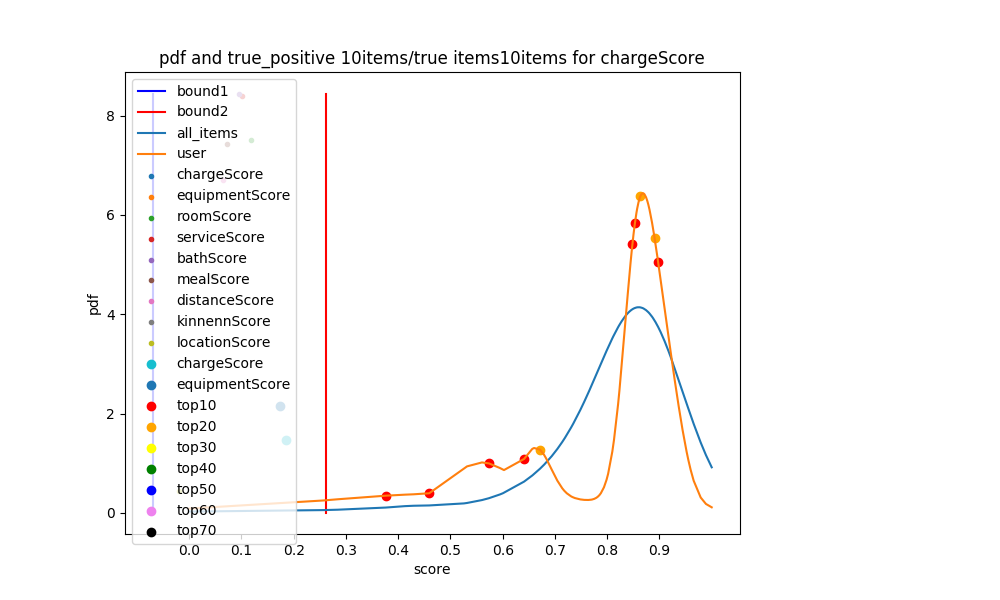 pdf and true_positive 10items/true items10items for chargeScore
bound1
bound2
all_items
user
chargeScore
equipmentScore
roomScore
serviceScore
bathScore
mealScore
distanceScore
kinnennScore
locationScore
chargeScore
equipmentScore
top10
top20
top30
top40
top50
top60
top70
8
6
4
2
0
pdf
0.0 0.1 0.2 0.3 0.4 0.5 0.6 0.7 0.8 0.9
score